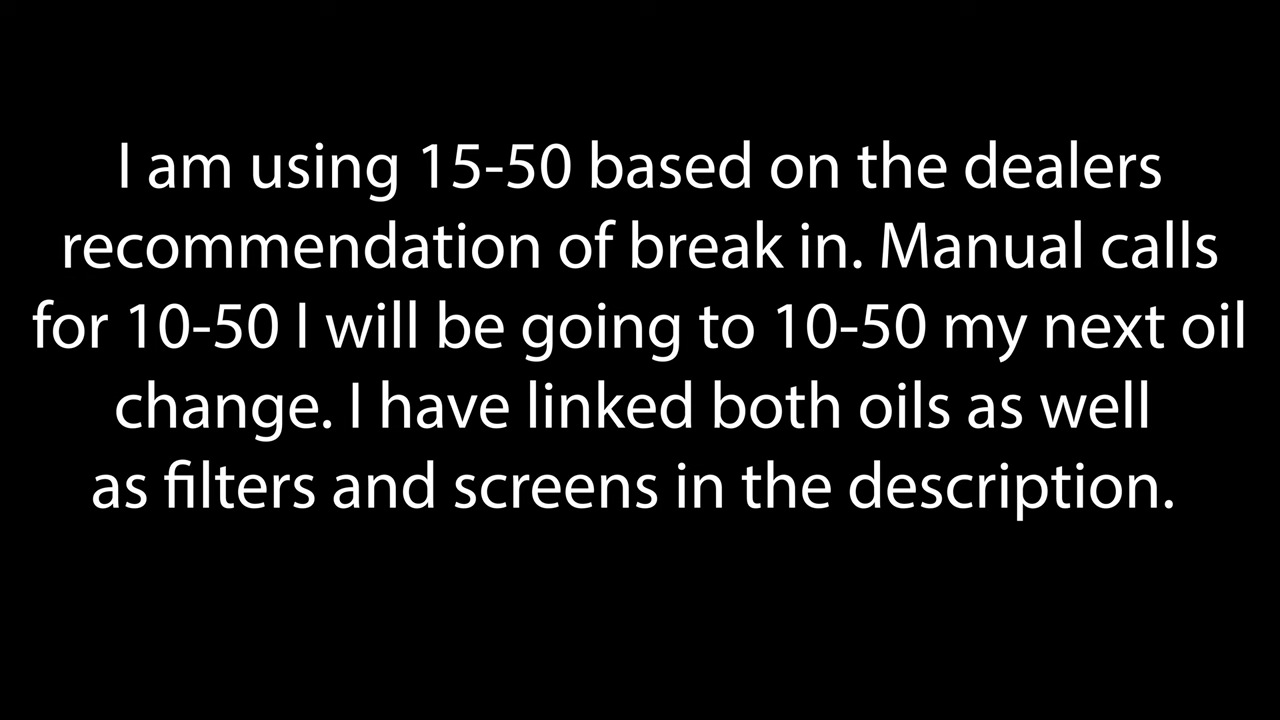 I am using 15-50 based on the dealers
recommendation of break in. Manual calls
for 10-50 I will be going to 10-50 my next oil
change. I have linked both oils as well
as filters and screens in the description.